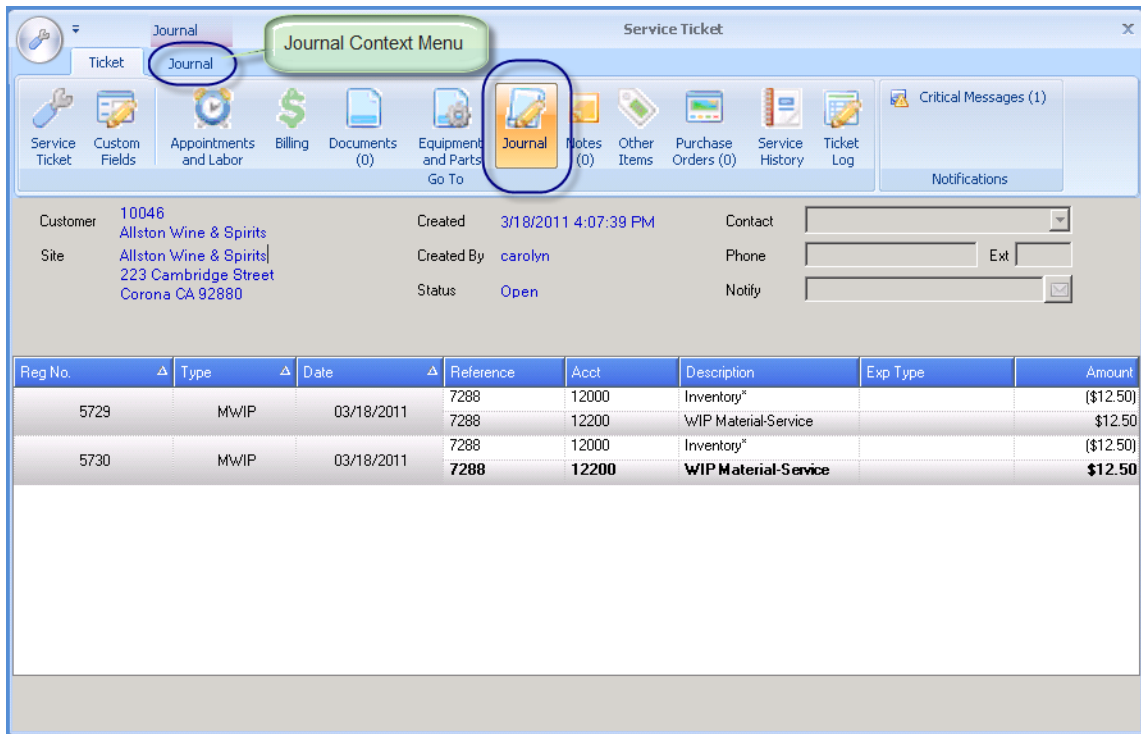 Journal
Service Ticket
X
Journal Context Menu
Ticket
Journal
Service Ticket
Custom Fields
Appointments and Labor
Billing
Documents (0)
Equipment and Parts
Journal
Notes (0)
Other Items
Purchase Orders (0)
Service History
Ticket Log
Critical Messages (1)
Go To
Notifications
Customer 10046
Allston Wine & Spirits
Created 3/18/2011 4:07:39 PM
Contact
Site Allston Wine & Spirits
223 Cambridge Street
Corona CA 92880
Created By carolyn
Phone
Ext
Status Open
Notify
Reg No. Type Date Reference Acct Description Exp Type Amount
5729 MWIP 03/18/2011 7288 12000 Inventory* ($12.50)
7288 12200 WIP Material-Service $12.50
5730 MWIP 03/18/2011 7288 12000 Inventory* ($12.50)
7288 12200 WIP Material-Service $12.50